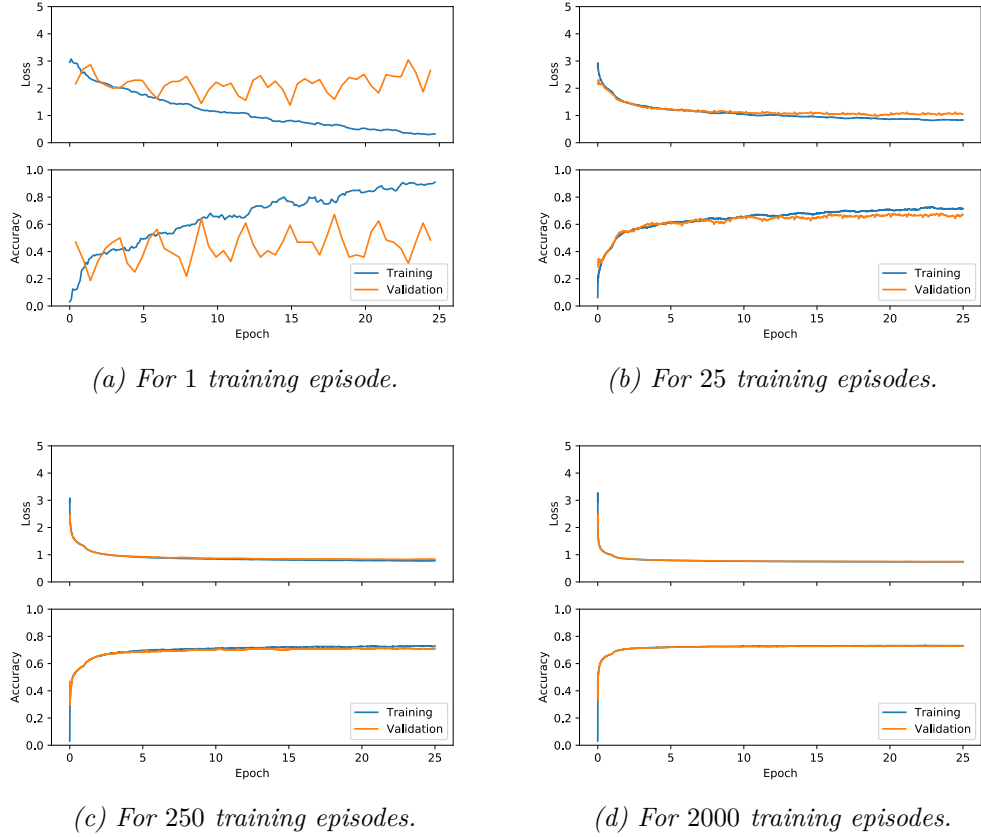 5
4
3
2
1
0
Loss
1.0
0.8
0.6
0.4
0.2
0.0
Accuracy
Training
Validation
0 5 10 15 20 25
Epoch
(a) For 1 training episode.
5
4
3
2
1
0
Loss
1.0
0.8
0.6
0.4
0.2
0.0
Accuracy
Training
Validation
0 5 10 15 20 25
Epoch
(b) For 25 training episodes.
5
4
3
2
1
0
Loss
1.0
0.8
0.6
0.4
0.2
0.0
Accuracy
Training
Validation
0 5 10 15 20 25
Epoch
(c) For 250 training episodes.
5
4
3
2
1
0
Loss
1.0
0.8
0.6
0.4
0.2
0.0
Accuracy
Training
Validation
0 5 10 15 20 25
Epoch
(d) For 2000 training episodes.